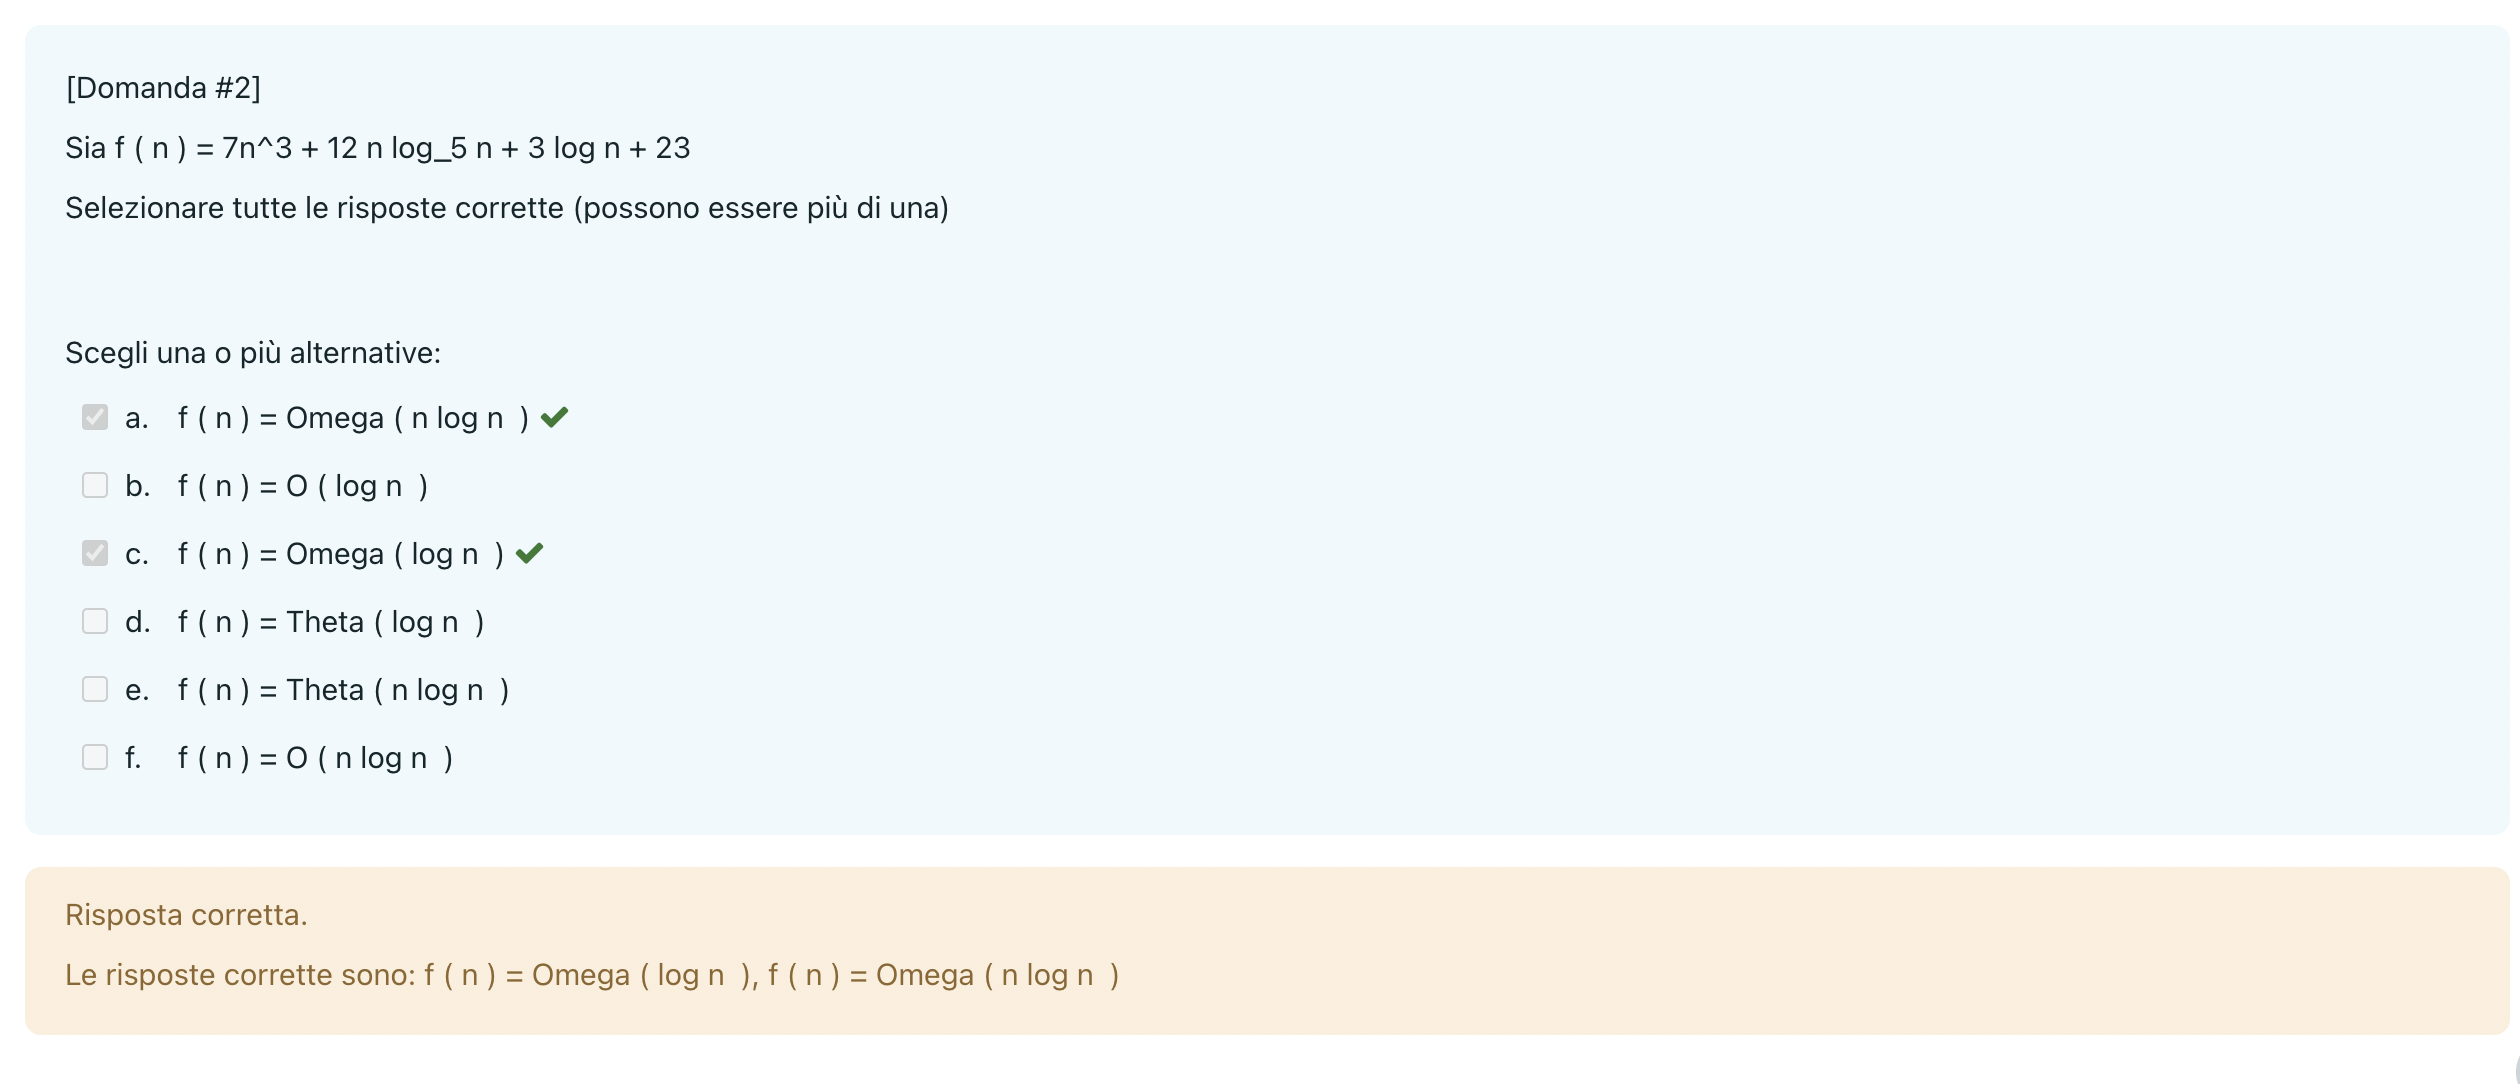 [Domanda #2]
Sia f ( n ) = 7n^3 + 12 n log_5 n + 3 log n + 23
Selezionare tutte le risposte corrette (possono essere più di una)
Scegli una o più alternative:
a. f ( n ) = Omega ( n log n )
b. f ( n ) = O ( log n )
c. f ( n ) = Omega ( log n )
d. f ( n ) = Theta ( log n )
e. f ( n ) = Theta ( n log n )
f. f ( n ) = O ( n log n )
Risposta corretta.
Le risposte corrette sono: f ( n ) = Omega ( log n ), f ( n ) = Omega ( n log n )